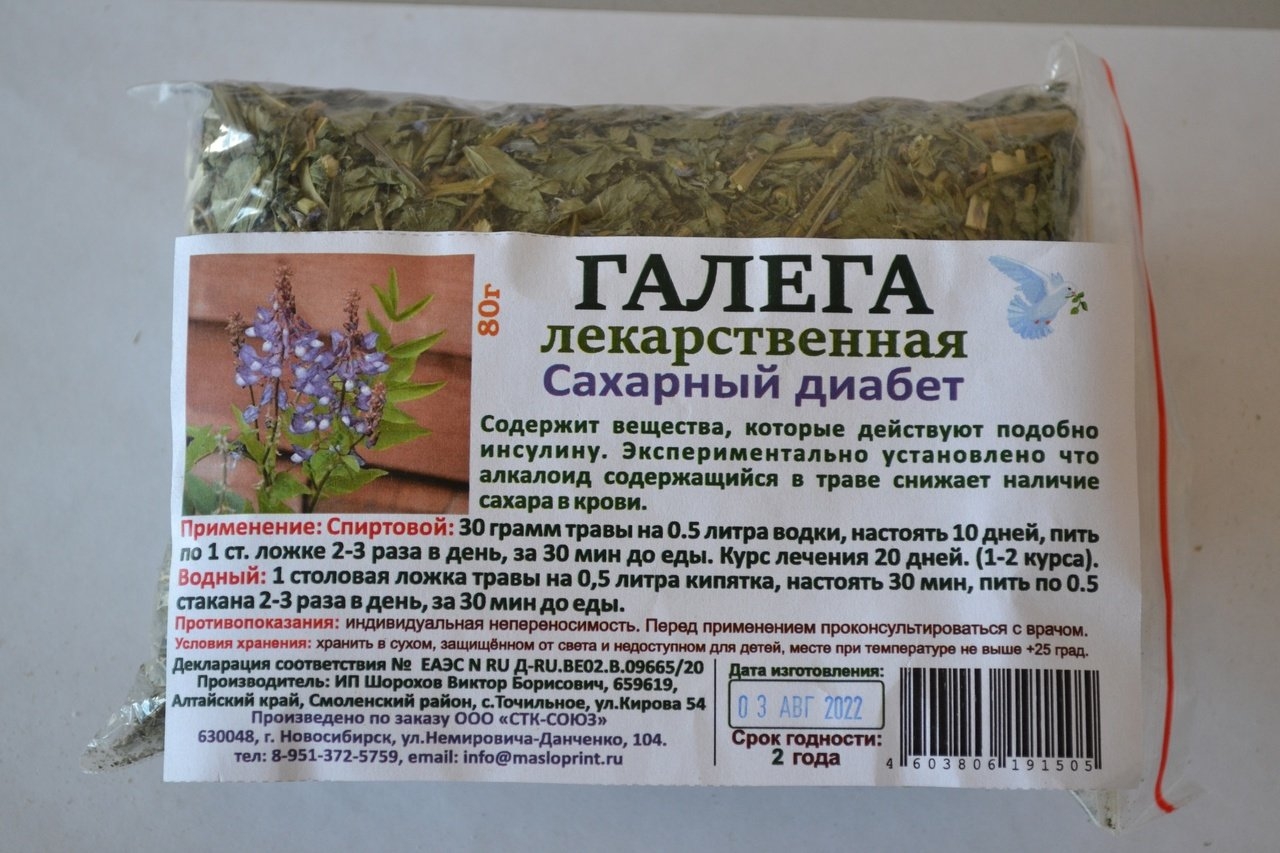 80г
ГАЛЕГА
лекарственная
Сахарный диабет
Содержит вещества, которые действуют подобно
инсулину. Экспериментально установлено что
алкалоид содержащийся в траве снижает наличие
сахара в крови.
Применение: Спиртовой: 30 грамм травы на 0.5 литра водки, настоять 10 дней, пить
по 1 ст. ложке 2-3 раза в день, за 30 мин до еды. Курс лечения 20 дней. (1-2 курса).
Водный: 1 столовая ложка травы на 0,5 литра кипятка, настоять 30 мин, пить по 0.5
стакана 2-3 раза в день, за 30 мин до еды.
Противопоказания: индивидуальная непереносимость. Перед применением проконсультироваться с врачом.
Условия хранения: хранить в сухом, защищённом от света и недоступном для детей, месте при температуре не выше +25 град.
Декларация соответствия № ЕАЭС N RU Д-RU.ВЕ02.В.09665/20
Производитель: ИП Шорохов Виктор Борисович, 659619,
Алтайский край, Смоленский район, с.Точильное, ул.Кирова 54
Произведено по заказу ООО «СТК-СОЮЗ»
630048, г. Новосибирск, ул.Немировича-Данченко, 104.
тел: 8-951-372-5759, email: info@masloprint.ru
Дата изготовления:
03 АВГ 2022
Срок годности:
2 года
4 603806 191505